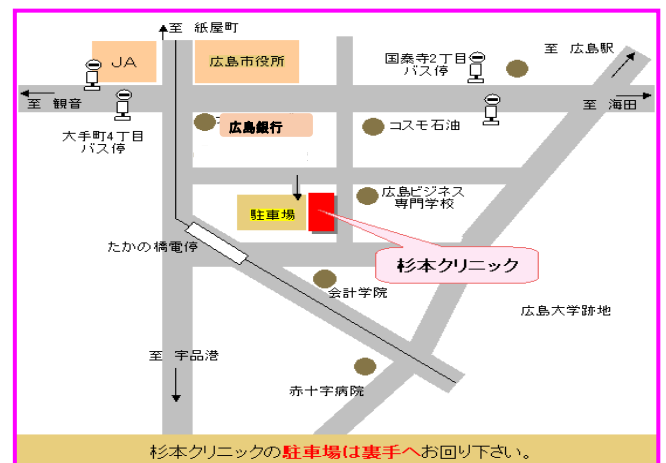 至 紙屋町
JA
広島市役所
国泰寺2丁目
バス停
至 広島駅
至 観音
大手町4丁目
バス停
広島銀行
コスモ石油
至 海田
駐車場
広島ビジネス
専門学校
たかの橋電停
杉本クリニック
会計学院
広島大学跡地
至 宇品港
赤十字病院
杉本クリニックの駐車場は裏手へお回り下さい。